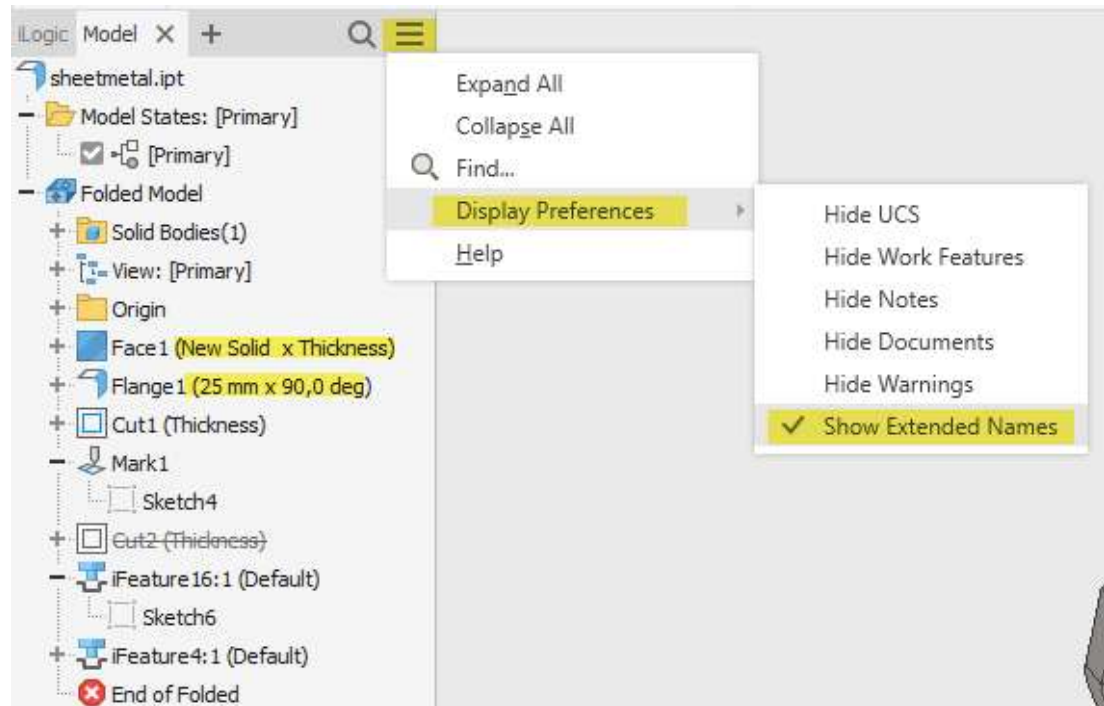 iLogic Model
sheetmetal.ipt
Model States: [Primary]
[Primary]
Folded Model
Solid Bodies(1)
View: [Primary]
Origin
Face1 (New Solid x Thickness)
Flange1 (25 mm x 90,0 deg)
Cut1 (Thickness)
Mark1
Sketch4
Cut2 (Thickness)
iFeature16:1 (Default)
Sketch6
iFeature4:1 (Default)
End of Folded
Expand All
Collapse All
Find...
Display Preferences
Help
Hide UCS
Hide Work Features
Hide Notes
Hide Documents
Hide Warnings
Show Extended Names